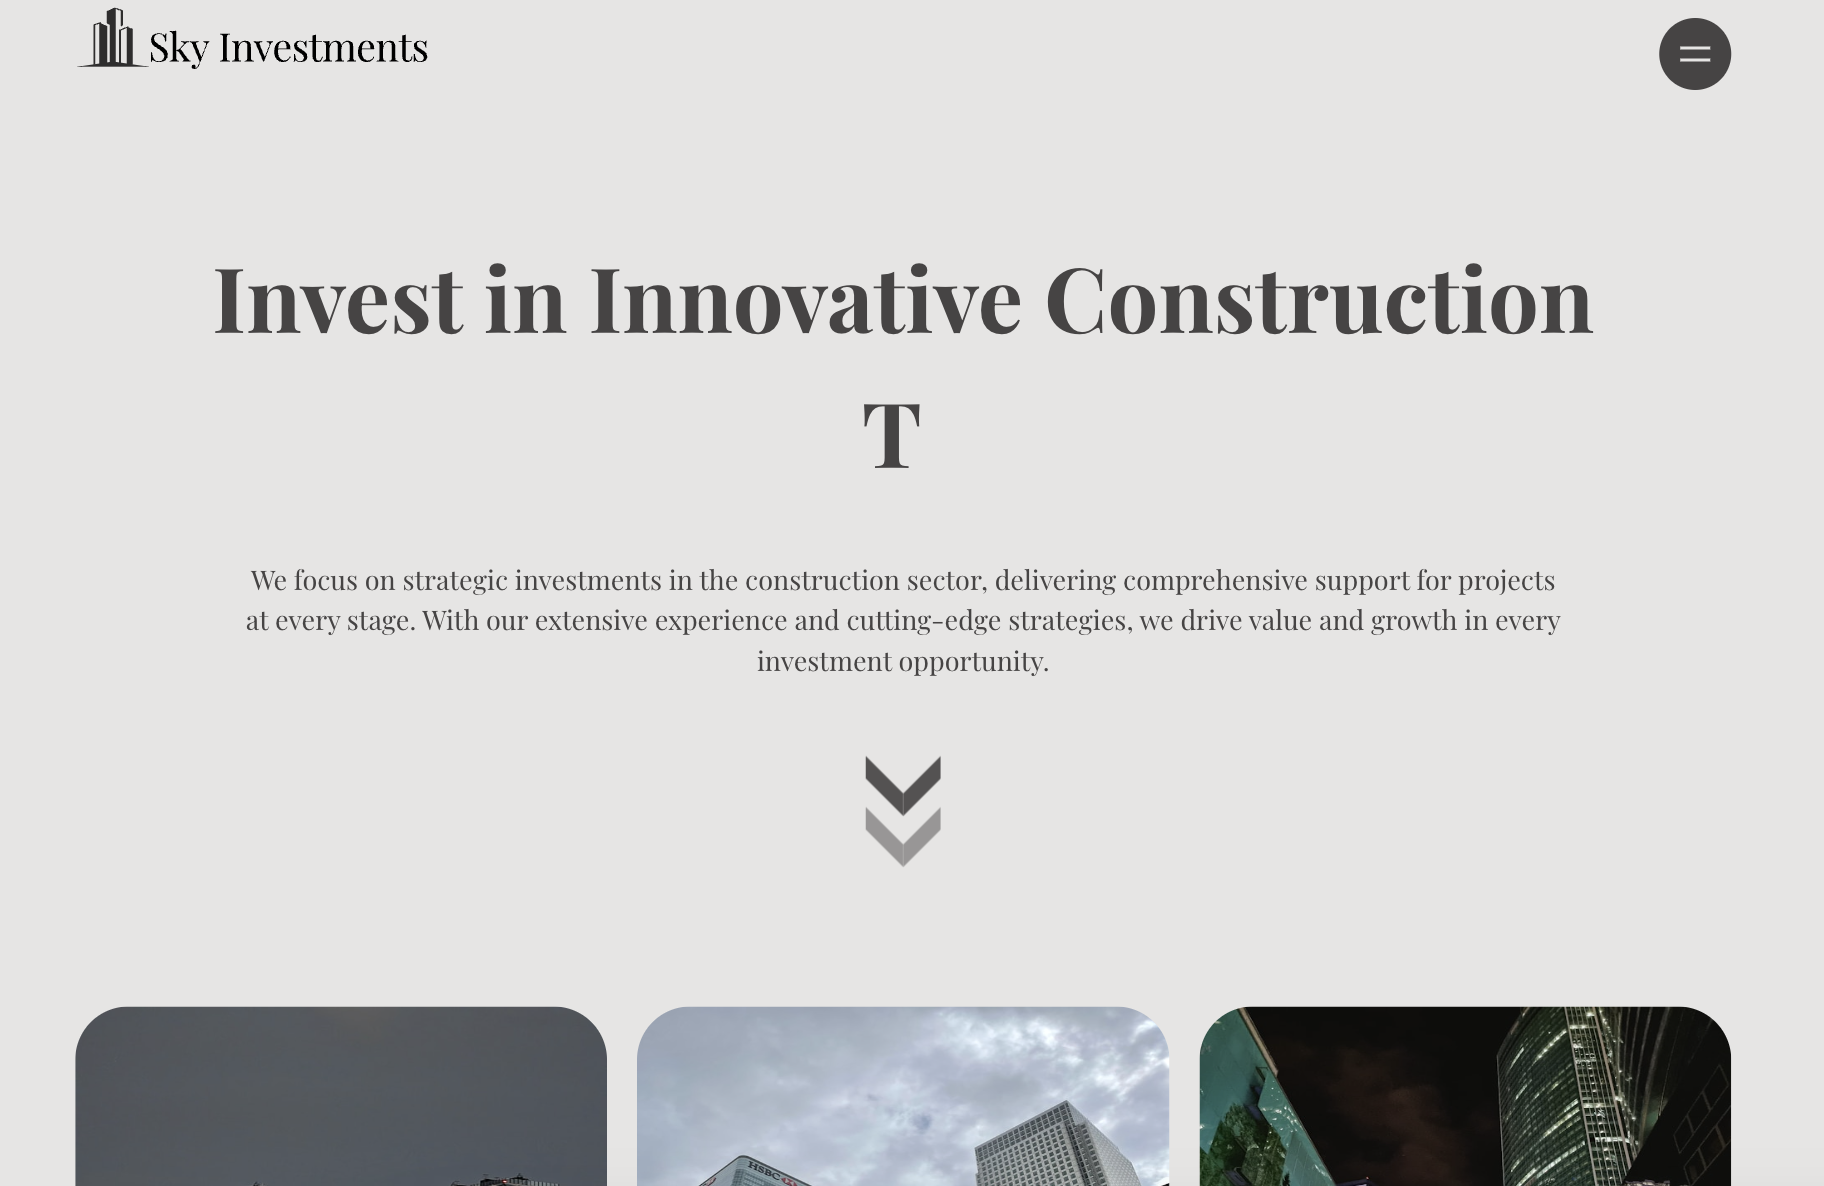 Sky Investments
Invest in Innovative Construction
T
We focus on strategic investments in the construction sector, delivering comprehensive support for projects
at every stage. With our extensive experience and cutting-edge strategies, we drive value and growth in every
investment opportunity.
HSBC